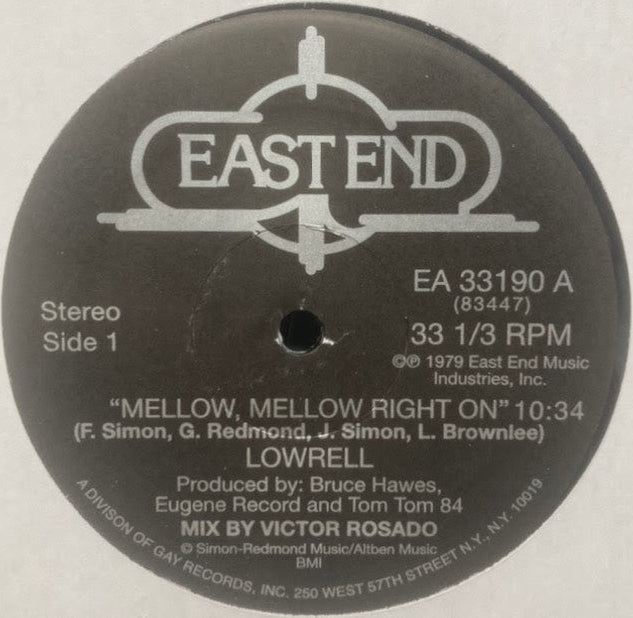 EAST END
EA 33190 A
(83447)
Stereo
Side 1
33 1/3 RPM
©℗ 1979 East End Music
Industries, Inc.
“MELLOW, MELLOW RIGHT ON” 10:34
(F. Simon, G. Redmond, J. Simon, L. Brownlee)
LOWRELL
Produced by: Bruce Hawes,
Eugene Record and Tom Tom 84
MIX BY VICTOR ROSADO
© Simon-Redmond Music/Altben Music
BMI
A DIVISON OF GAY RECORDS, INC. 250 WEST 57TH STREET N.Y., N.Y. 10019